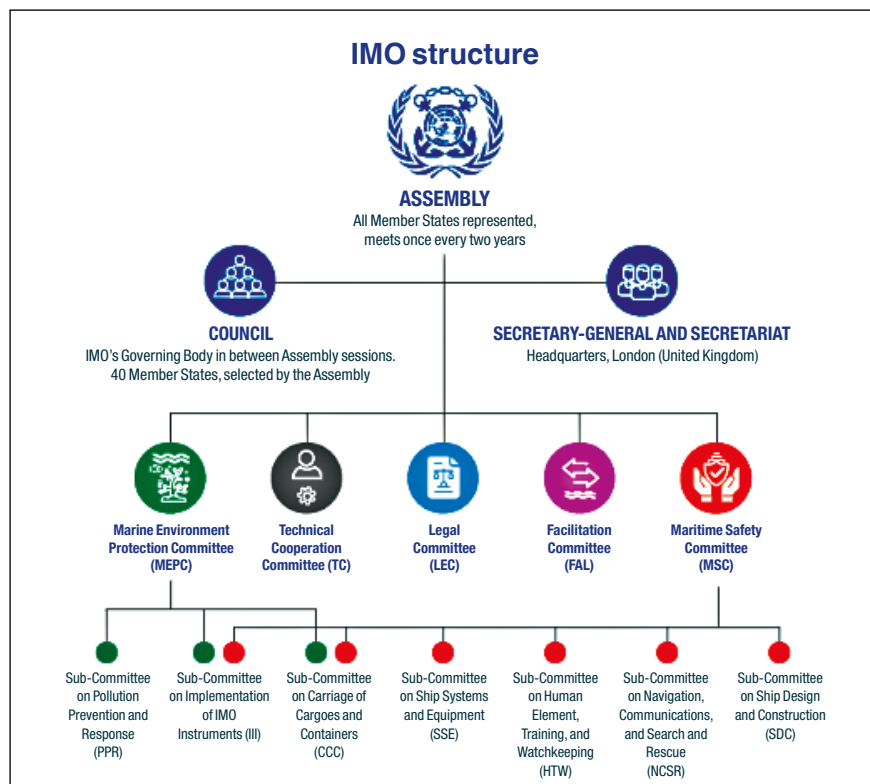 IMO structure
ASSEMBLY
All Member States represented,
meets once every two years
COUNCIL
IMO's Governing Body in between Assembly sessions.
40 Member States, selected by the Assembly
SECRETARY-GENERAL AND SECRETARIAT
Headquarters, London (United Kingdom)
Marine Environment
Protection Committee
(MEPC)
Technical
Cooperation
Committee (TC)
Legal
Committee
(LEC)
Facilitation
Committee
(FAL)
Maritime Safety
Committee
(MSC)
Sub-Committee
on Pollution
Prevention and
Response
(PPR)
Sub-Committee
on Implementation
of IMO
Instruments (III)
Sub-Committee
on Carriage of
Cargoes and
Containers
(CCC)
Sub-Committee
on Ship Systems
and Equipment
(SSE)
Sub-Committee
on Human
Element,
Training, and
Watchkeeping
(HTW)
Sub-Committee
on Navigation,
Communications,
and Search and
Rescue
(NCSR)
Sub-Committee
on Ship Design
and Construction
(SDC)